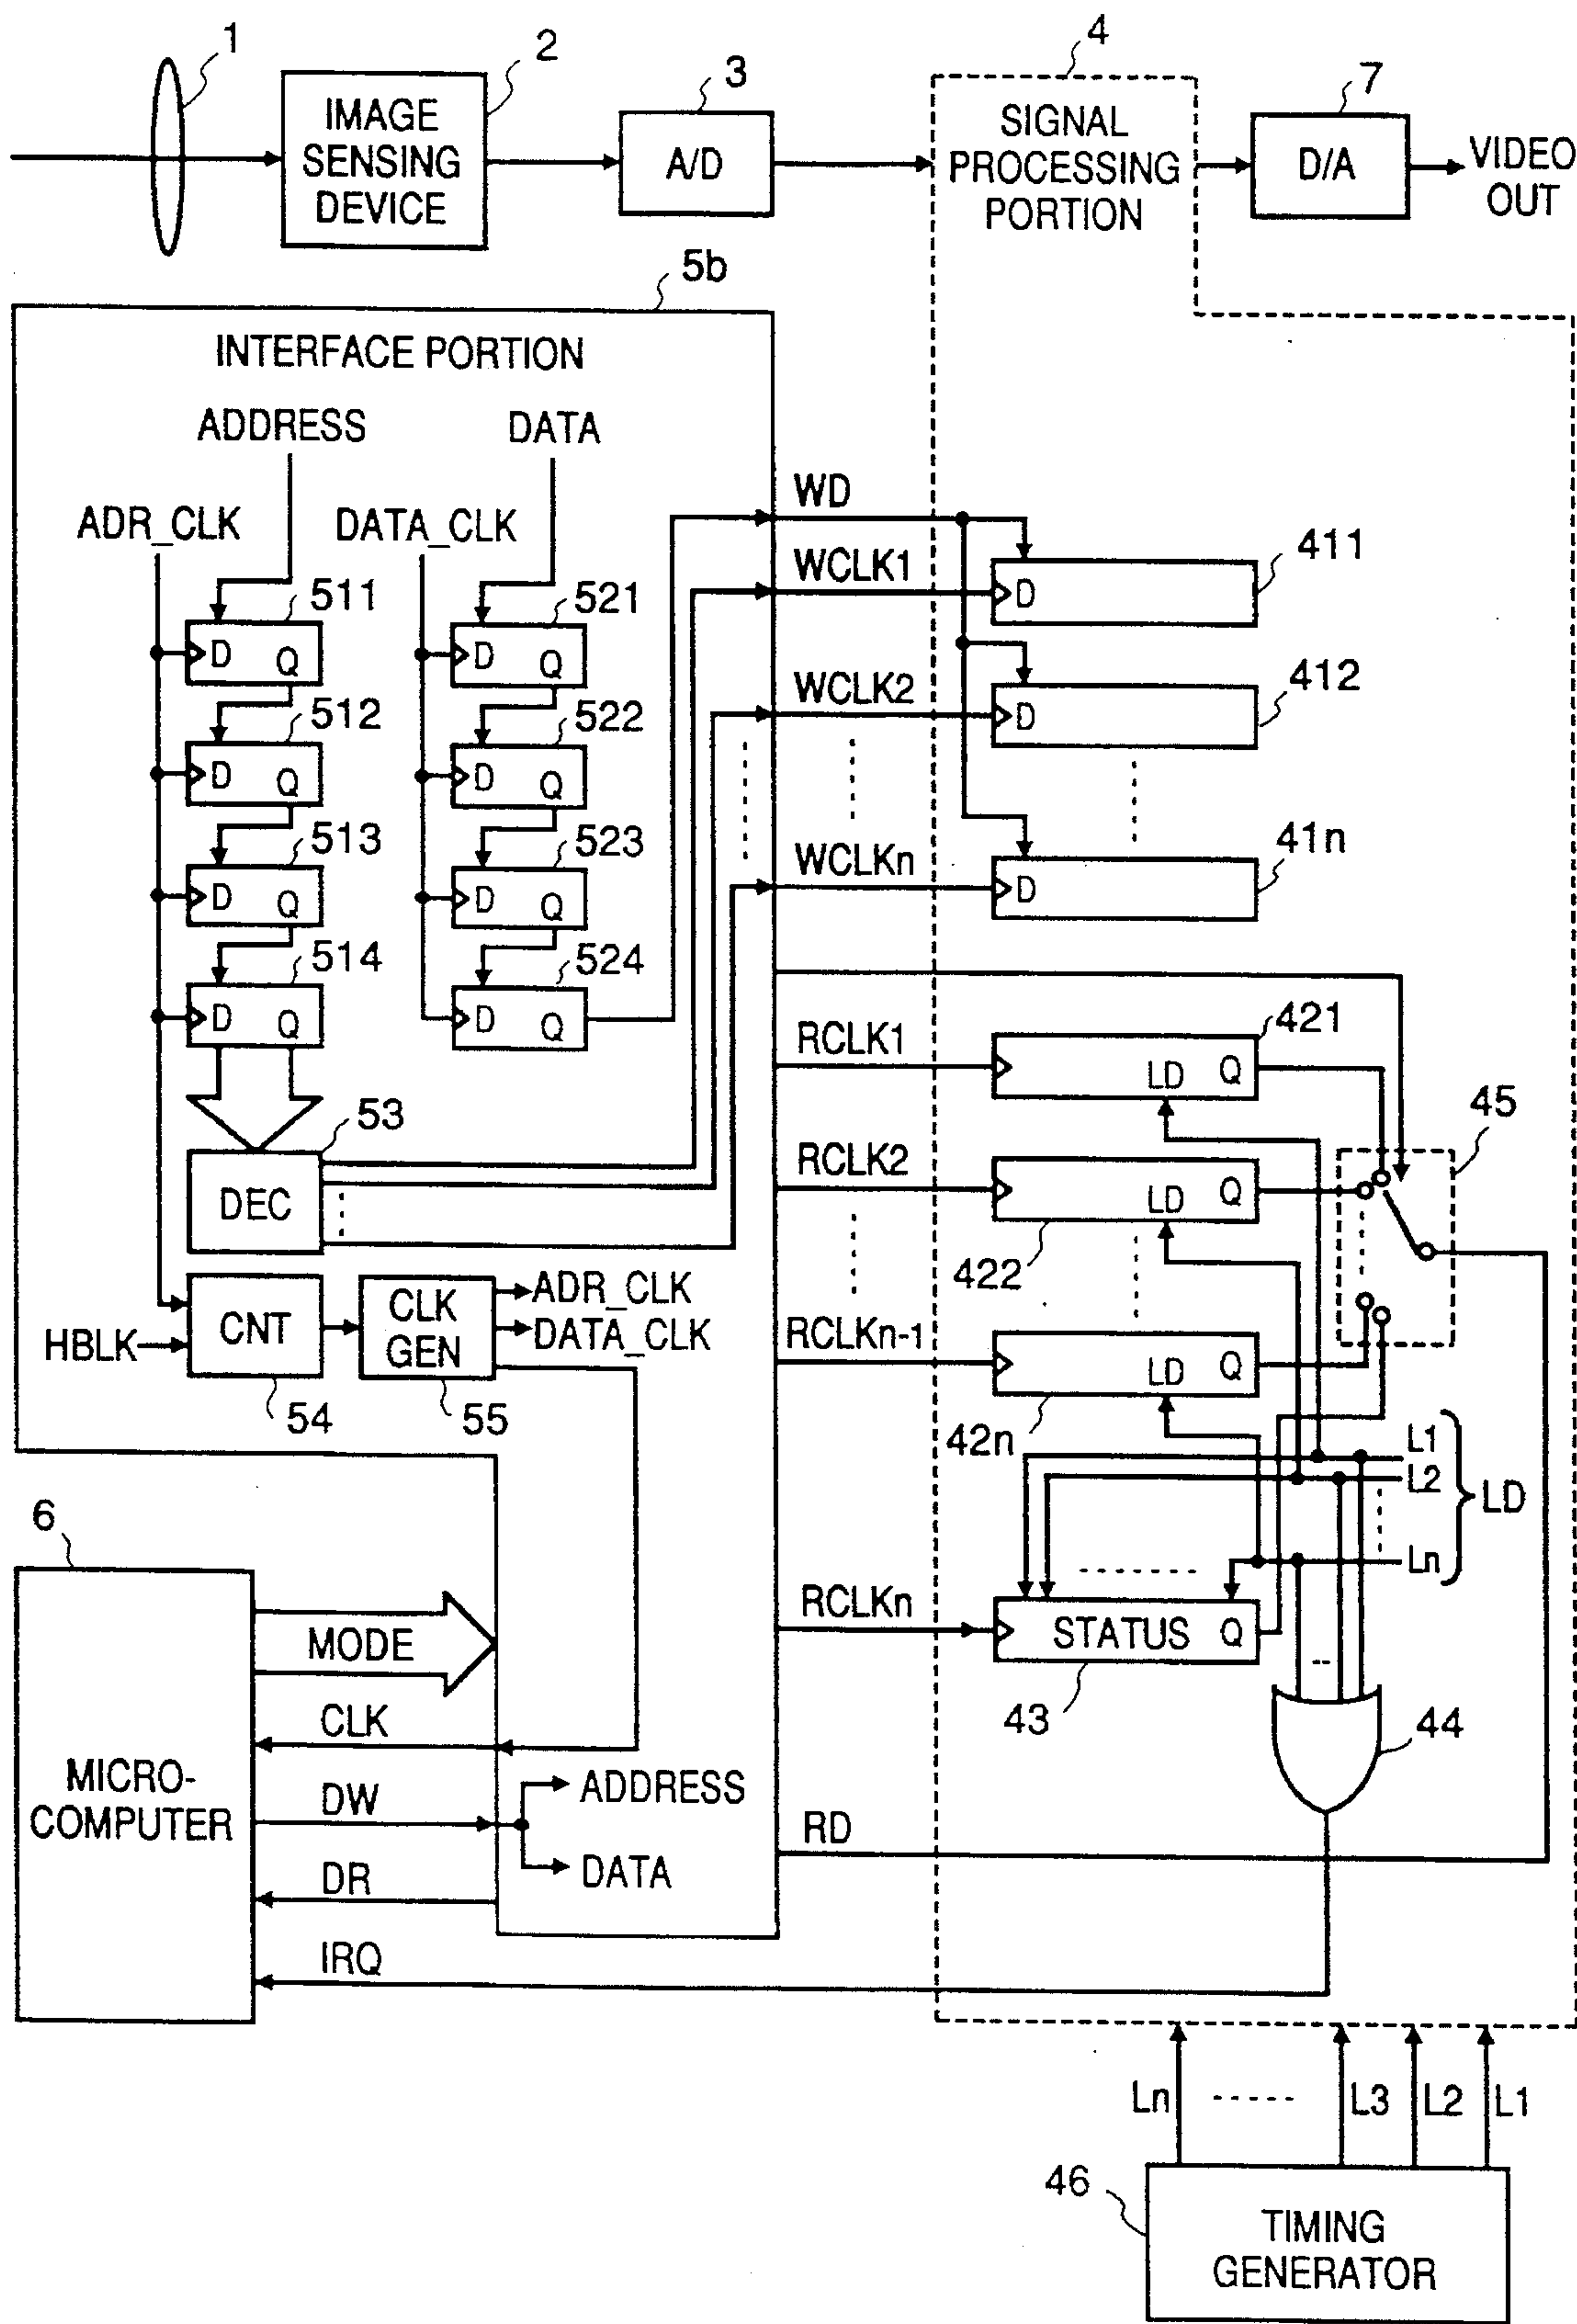 1
2
3
4
7
IMAGE
SENSING
DEVICE
A/D
SIGNAL
PROCESSING
PORTION
D/A
VIDEO
OUT
5b
INTERFACE PORTION
ADDRESS
DATA
ADR_CLK
DATA_CLK
511
D Q
512
D Q
513
D Q
514
D Q
521
D Q
522
D Q
523
D Q
524
D Q
53
DEC
HBLK
CNT
54
CLK
GEN
55
ADR_CLK
DATA_CLK
WD
WCLK1
WCLK2
WCLKn
D
411
D
412
D
41n
RCLK1
RCLK2
RCLKn-1
RCLKn
LD Q
421
LD Q
422
LD Q
42n
45
L1
L2
Ln
LD
STATUS Q
43
44
RD
6
MICRO-
COMPUTER
MODE
CLK
DW
DR
IRQ
ADDRESS
DATA
Ln
L3
L2
L1
46
TIMING
GENERATOR